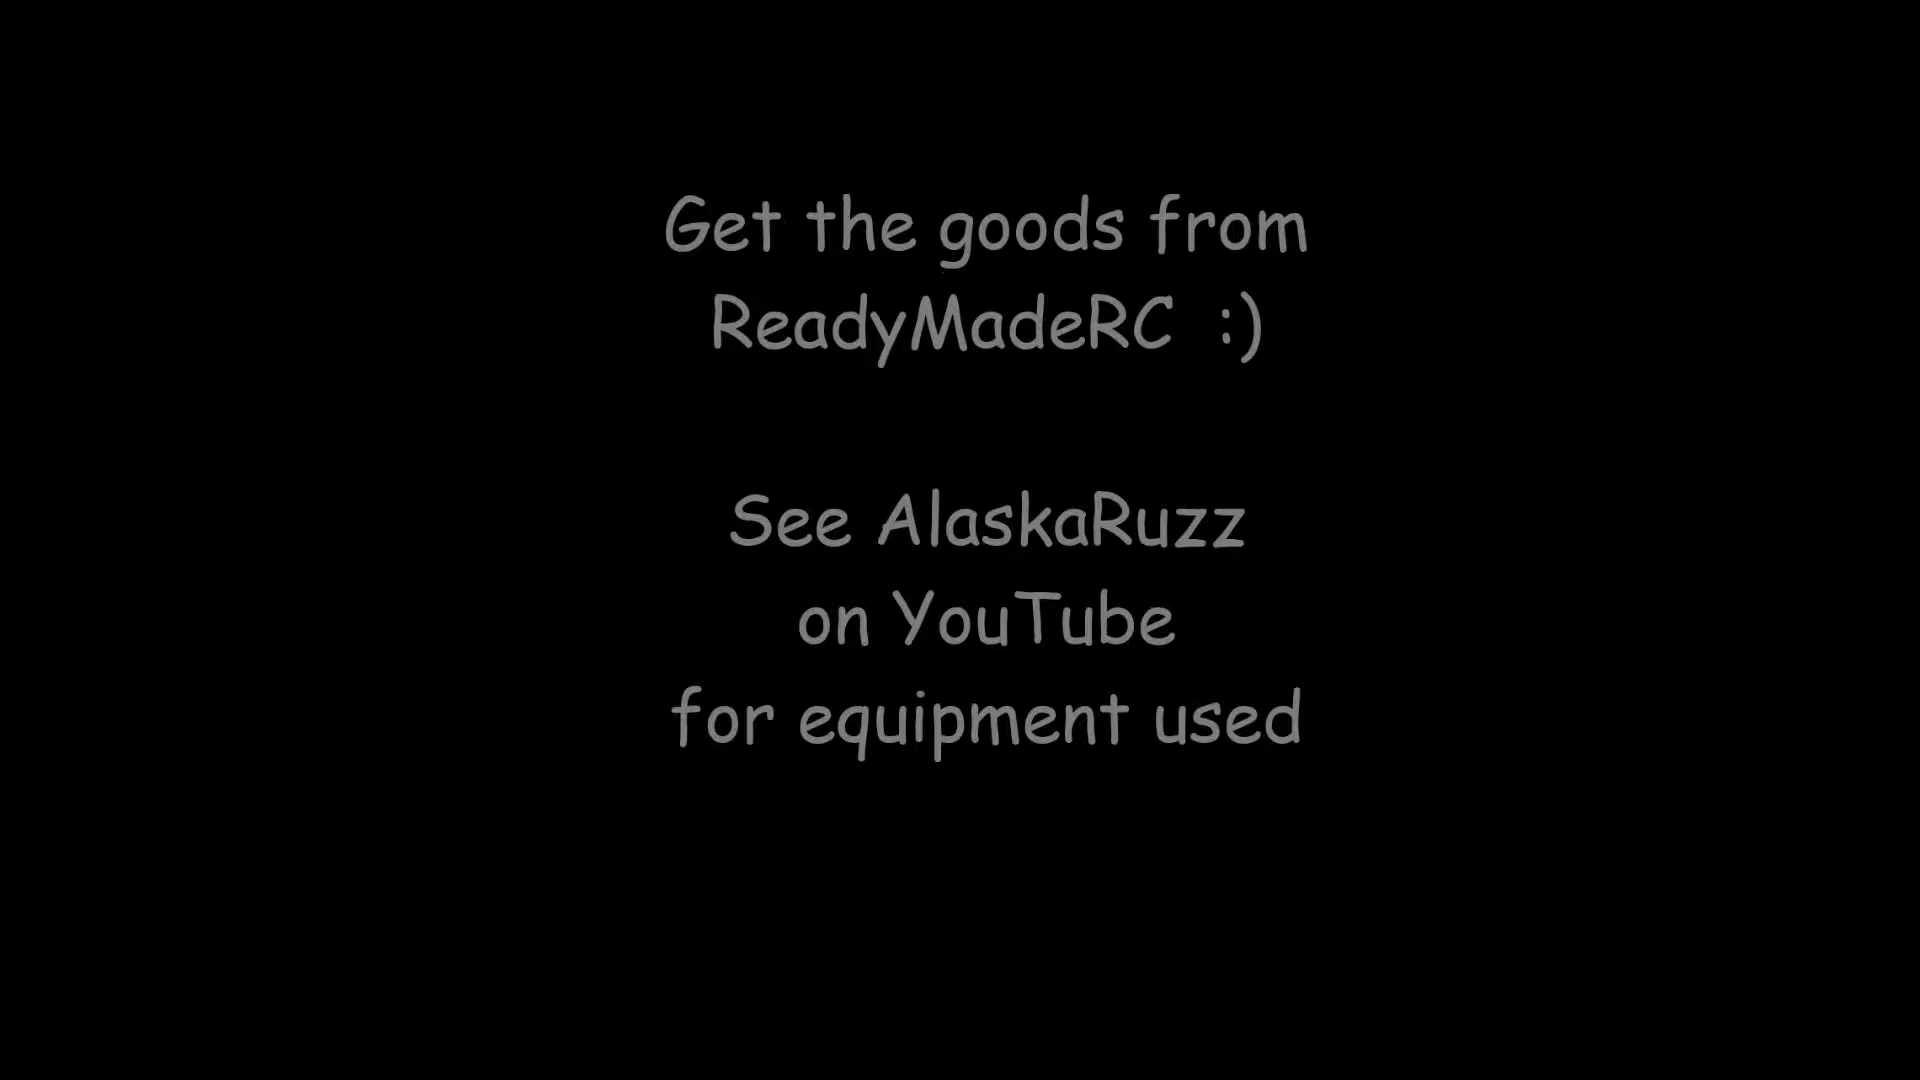 Get the goods from
ReadyMadeRC :)
See AlaskaRuzz
on YouTube
for equipment used